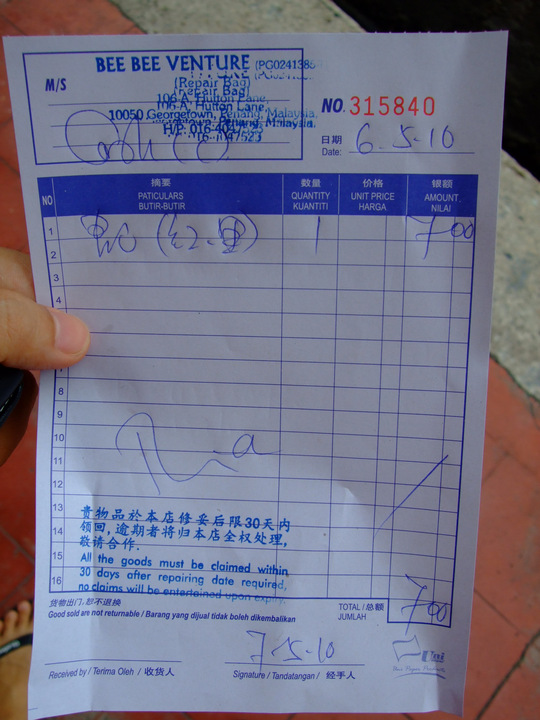 BEE BEE VENTURE (PG0241385
M/S
(Repair Bag)
106-A, Hutton Lane,
10050 Georgetown, Penang, Malaysia.
NO. 315840
日期
Date: 6.5.10
NO
摘要
PATICULARS
BUTIR-BUTIR
数量
QUANTITY
KUANTITI
价格
UNIT PRICE
HARGA
银额
AMOUNT
NILAI
1 1 7 00
2
2
3
4
7
8
9
10
11
12
13
14
15
16
贵物品於本店修妥后限30天内
领回,逾期者将归本店全权处理,
敬请合作.
All the goods must be claimed within
30 days after repairing date required,
no claims will be entertained upon expiry.
货物出门,却不退换
Good sold are not returnable / Barang yang dijual tidak boleh dikembalikan
TOTAL / 总额
JUMLAH
7 00
7-5-10
Received by / Terima Oleh / 收货人
Signature / Tandatangan / 经手人